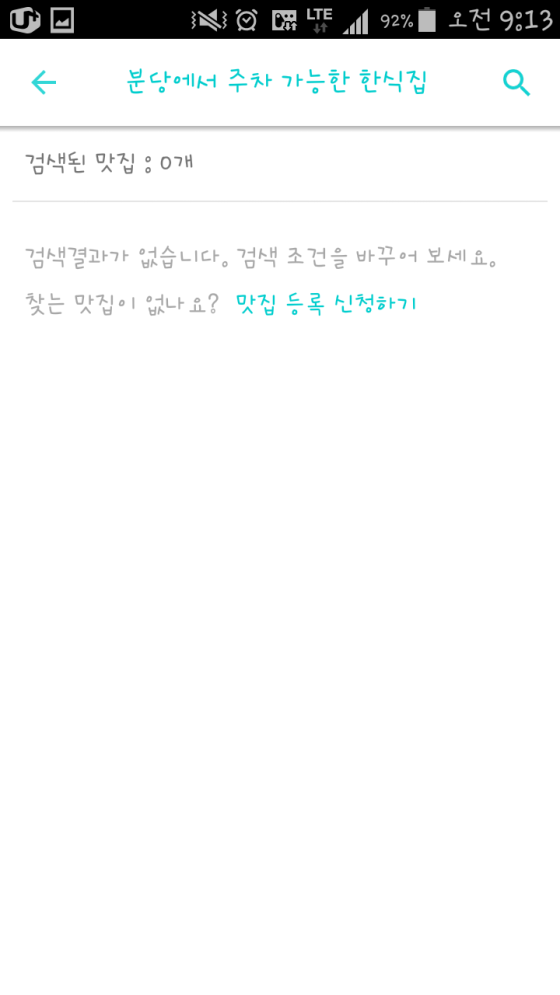 LTE 92% 오전 9:13
분당에서 주차 가능한 한식집
검색된 맛집 : 0개
검색결과가 없습니다. 검색 조건을 바꾸어 보세요.
찾는 맛집이 없나요? 맛집 등록 신청하기